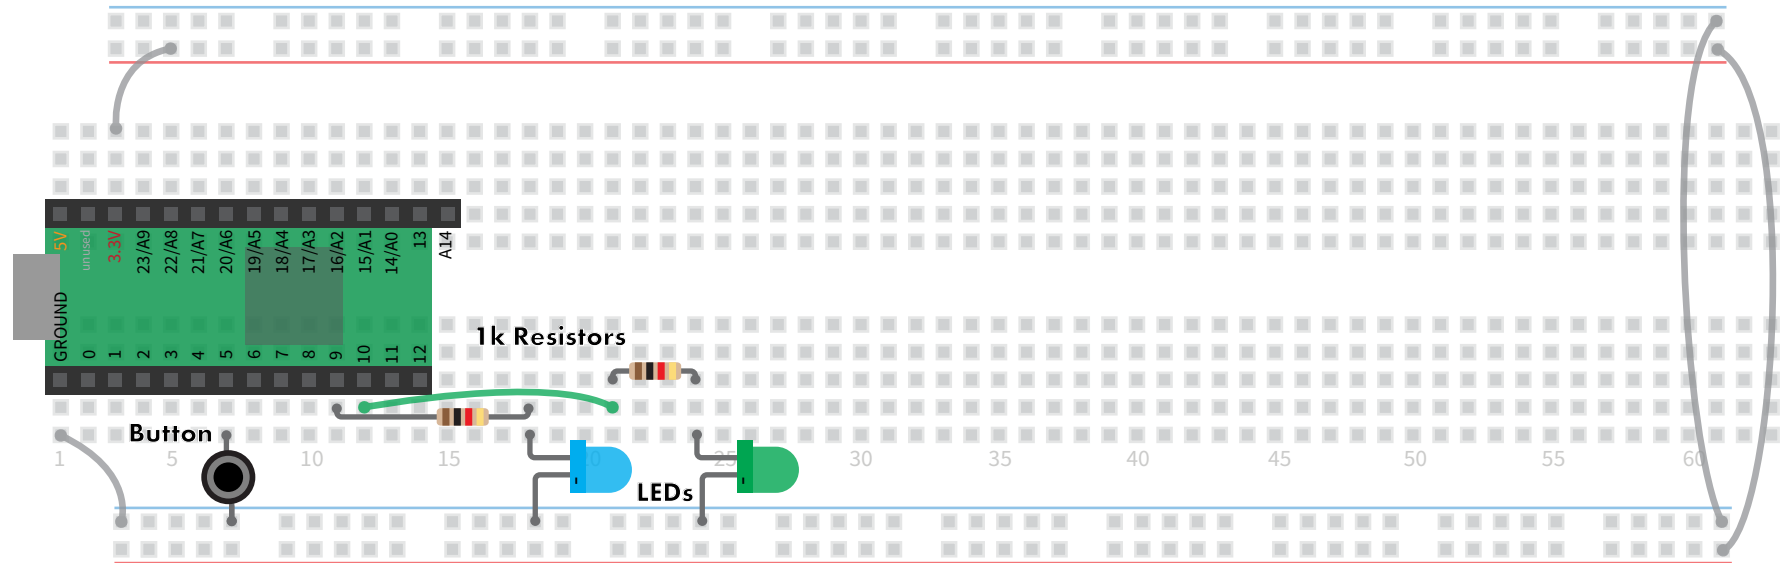 5V
unused
3.3V
23/A9
22/A8
21/A7
20/A6
19/A5
18/A4
17/A3
16/A2
15/A1
14/A0
13
A14
GROUND
0
1
2
3
4
5
6
7
8
9
10
11
12
1k Resistors
Button
1 5 10 15 20 25 30 35 40 45 50 55 60
-
-
LEDs